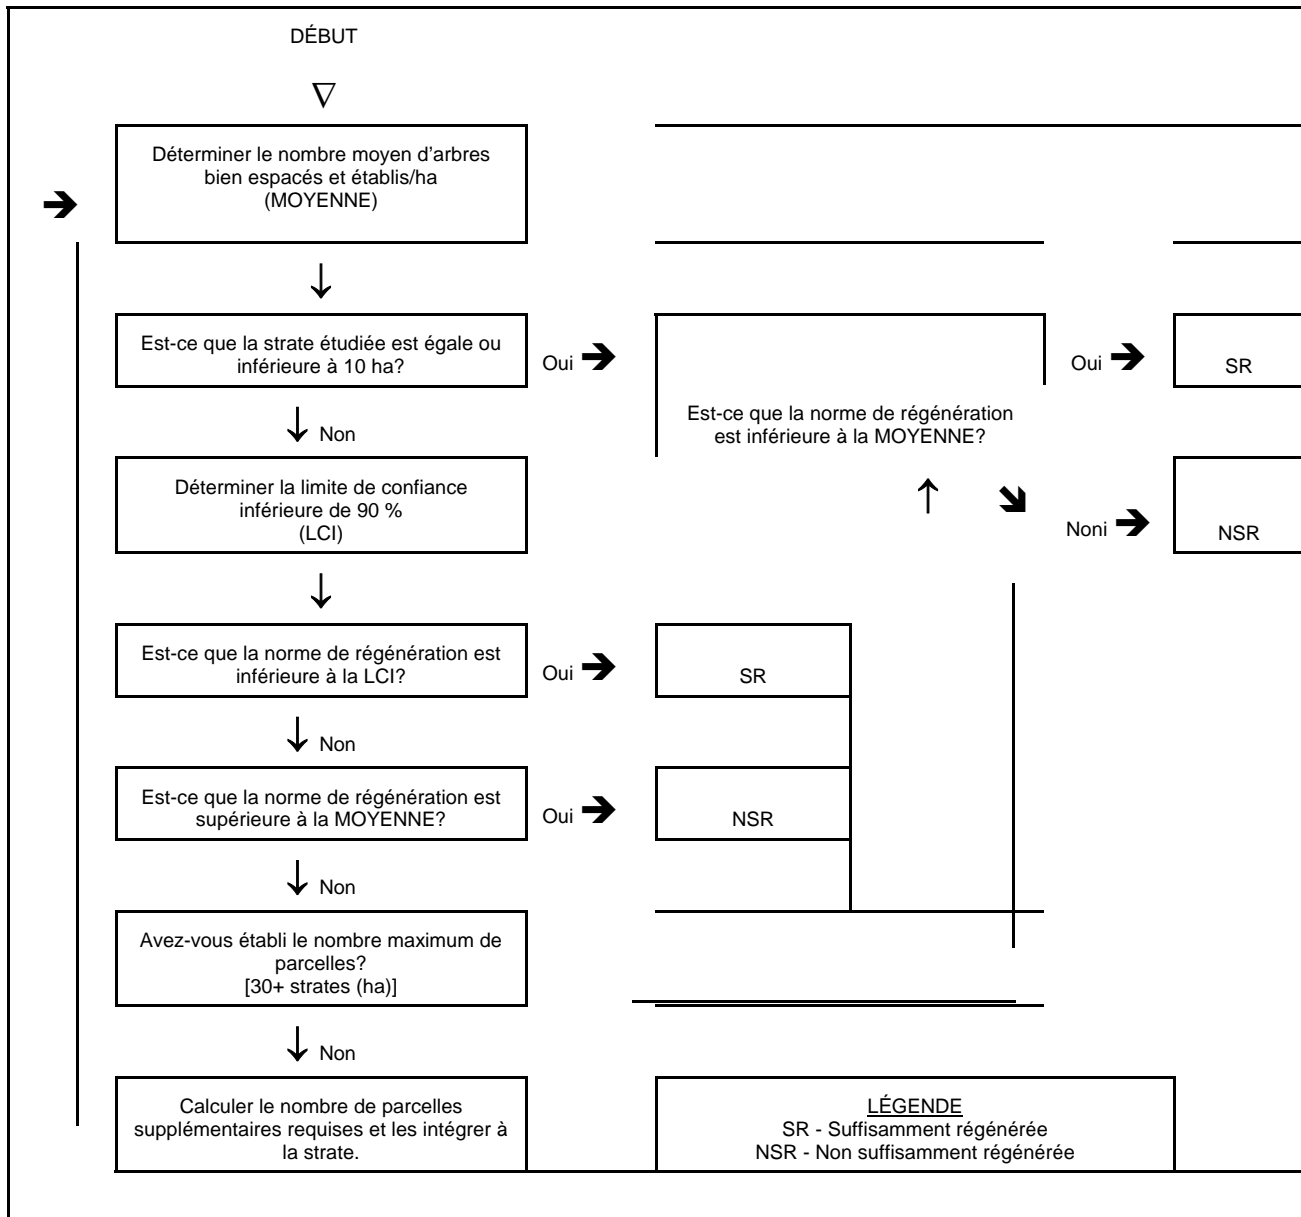 DÉBUT
Déterminer le nombre moyen d'arbres
bien espacés et établis/ha
(MOYENNE)
Est-ce que la strate étudiée est égale ou
inférieure à 10 ha?
Oui
Est-ce que la norme de régénération
est inférieure à la MOYENNE?
Oui
SR
Non
Déterminer la limite de confiance
inférieure de 90 %
(LCI)
Noni
NSR
Est-ce que la norme de régénération est
inférieure à la LCI?
Oui
SR
Non
Est-ce que la norme de régénération est
supérieure à la MOYENNE?
Oui
NSR
Non
Avez-vous établi le nombre maximum de
parcelles?
[30+ strates (ha)]
Non
Calculer le nombre de parcelles
supplémentaires requises et les intégrer à
la strate.
LÉGENDE
SR - Suffisamment régénérée
NSR - Non suffisamment régénérée